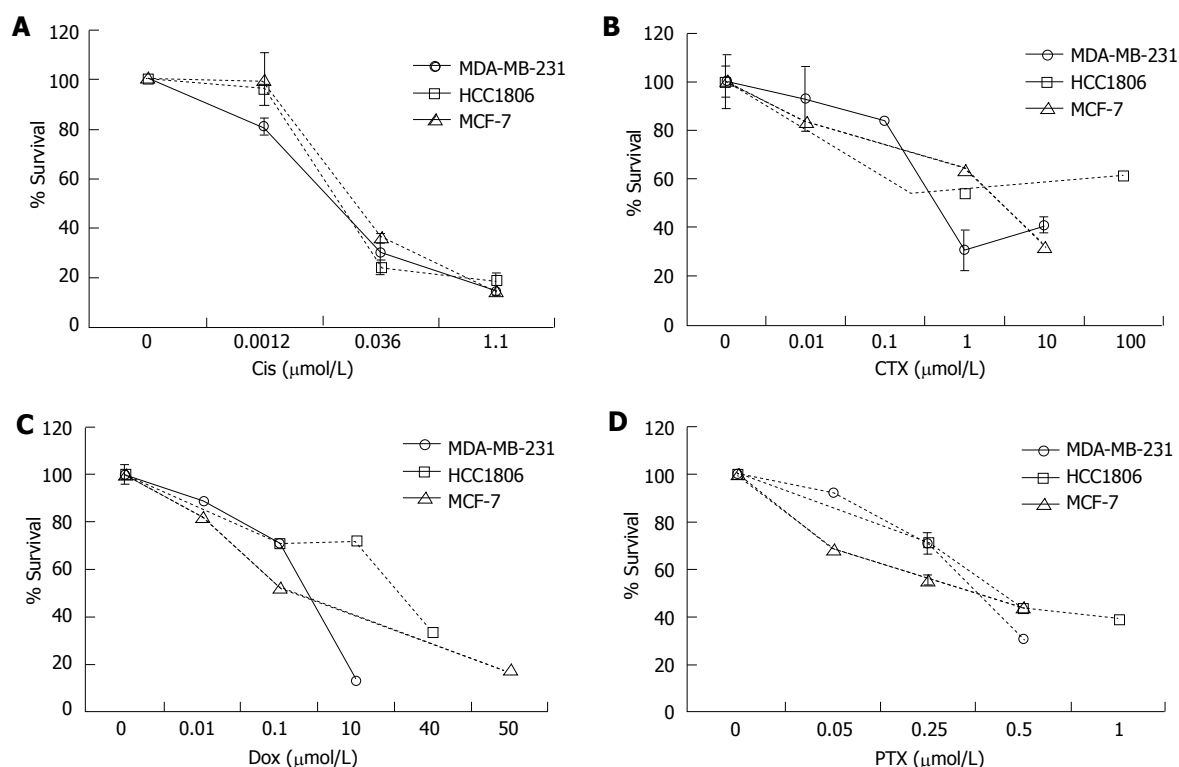 A
120
100
80
60
40
20
0
% Survival
MDA-MB-231
HCC1806
MCF-7
0 0.0012 0.036 1.1
Cis (μmol/L)
B
120
100
80
60
40
20
0
% Survival
MDA-MB-231
HCC1806
MCF-7
0 0.01 0.1 1 10 100
CTX (μmol/L)
C
120
100
80
60
40
20
0
% Survival
MDA-MB-231
HCC1806
MCF-7
0 0.01 0.1 10 40 50
Dox (μmol/L)
D
120
100
80
60
40
20
0
% Survival
MDA-MB-231
HCC1806
MCF-7
0 0.05 0.25 0.5 1
PTX (μmol/L)